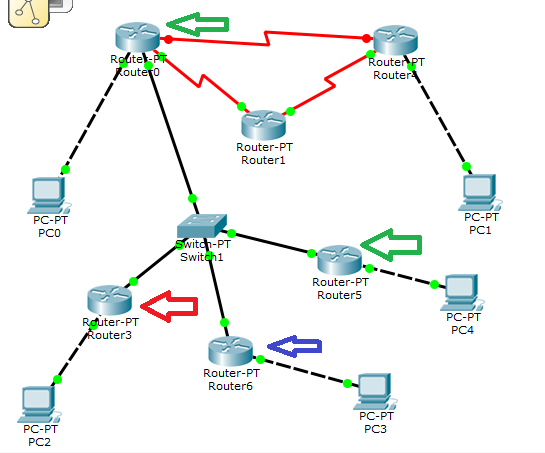 Router-PT
Router0
Router-PT
Router-PT
Router1
PC-PT
PC0
PC-PT
PC1
Switch-PT
Switch1
Router-PT
Router5
PC-PT
PC4
Router-PT
Router3
Router-PT
Router6
PC-PT
PC2
PC-PT
PC3